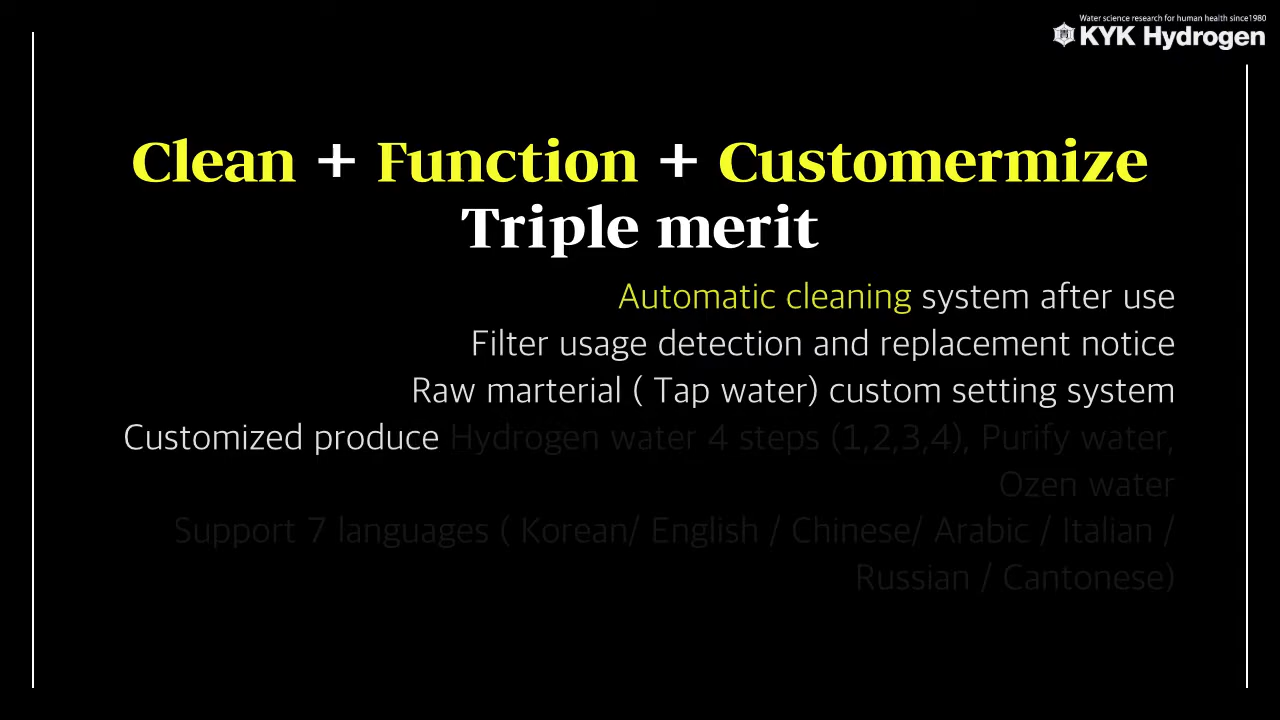 Water science research for human health since1980
KYK Hydrogen
Clean + Function + Customermize
Triple merit
Automatic cleaning system after use
Filter usage detection and replacement notice
Raw marterial ( Tap water) custom setting system
Customized produce Hydrogen water 4 steps (1,2,3,4), Purify water,
Ozen water
Support 7 languages ( Korean/ English / Chinese/ Arabic / Italian /
Russian / Cantonese)